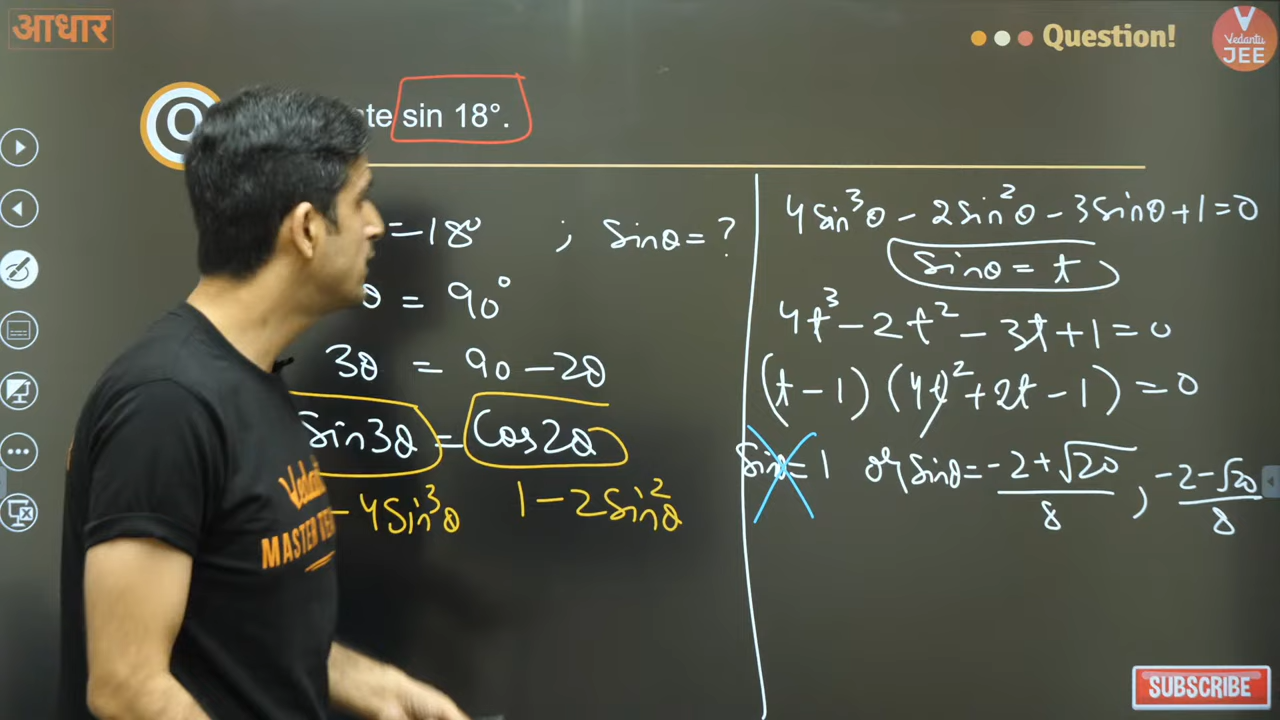 आधार
Question!
Vedantu
JEE
sin 18°.
= 18° ; Sinθ = ?
θ = 90°
3θ = 90 - 2θ
Sin3θ = Cos2θ
- 4Sin³θ 1 - 2Sin²θ
4Sin³θ - 2Sin²θ - 3Sinθ + 1 = 0
Sinθ = t
4t³ - 2t² - 3t + 1 = 0
(t - 1) (4t² + 2t - 1) = 0
Sinθ = 1 or Sinθ = -2 + √20 / 8 , -2 - √20 / 8
MASTER
SUBSCRIBE